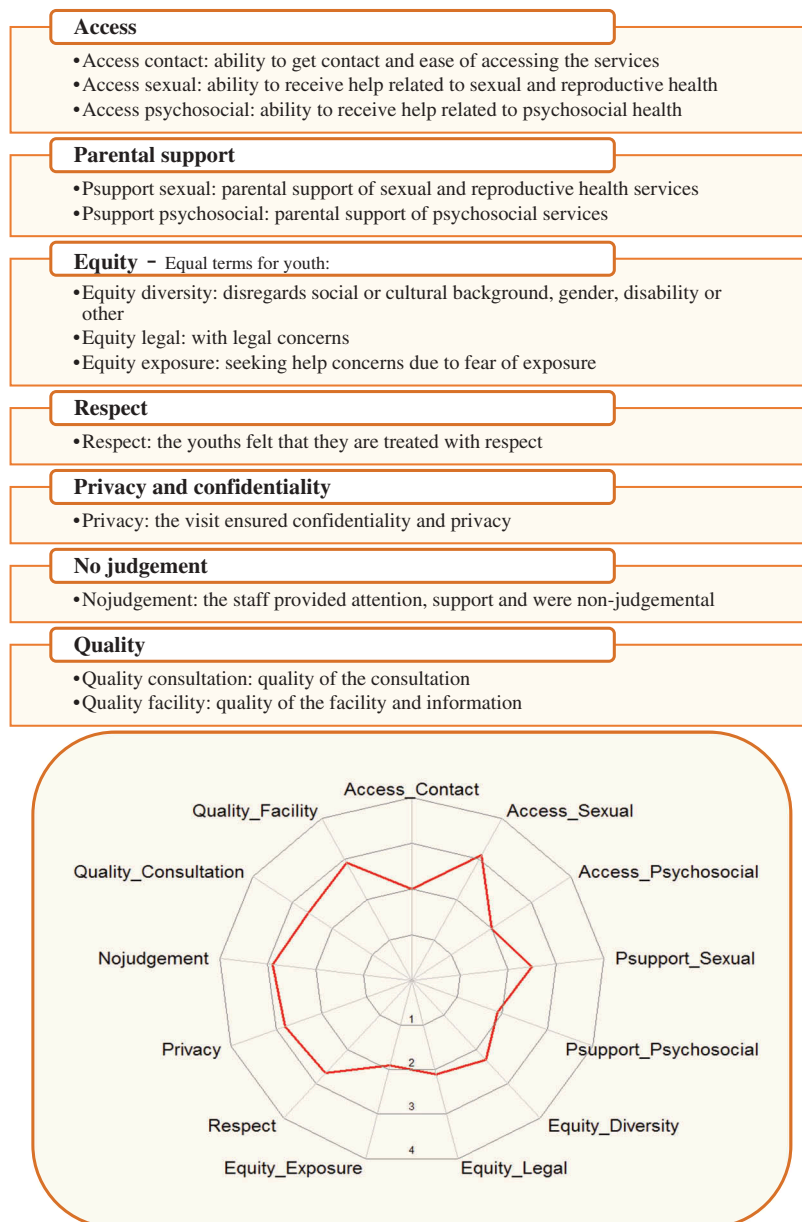 Access
•Access contact: ability to get contact and ease of accessing the services
•Access sexual: ability to receive help related to sexual and reproductive health
•Access psychosocial: ability to receive help related to psychosocial health
Parental support
•Psupport sexual: parental support of sexual and reproductive health services
•Psupport psychosocial: parental support of psychosocial services
Equity - Equal terms for youth:
•Equity diversity: disregards social or cultural background, gender, disability or
other
•Equity legal: with legal concerns
•Equity exposure: seeking help concerns due to fear of exposure
Respect
•Respect: the youths felt that they are treated with respect
Privacy and confidentiality
•Privacy: the visit ensured confidentiality and privacy
No judgement
•Nojudgement: the staff provided attention, support and were non-judgemental
Quality
•Quality consultation: quality of the consultation
•Quality facility: quality of the facility and information
Access_Contact
Quality_Facility
Access_Sexual
Quality_Consultation
Access_Psychosocial
Nojudgement
Psupport_Sexual
1
Privacy
Psupport_Psychosocial
2
3
Respect
Equity_Diversity
4
Equity_Exposure
Equity_Legal